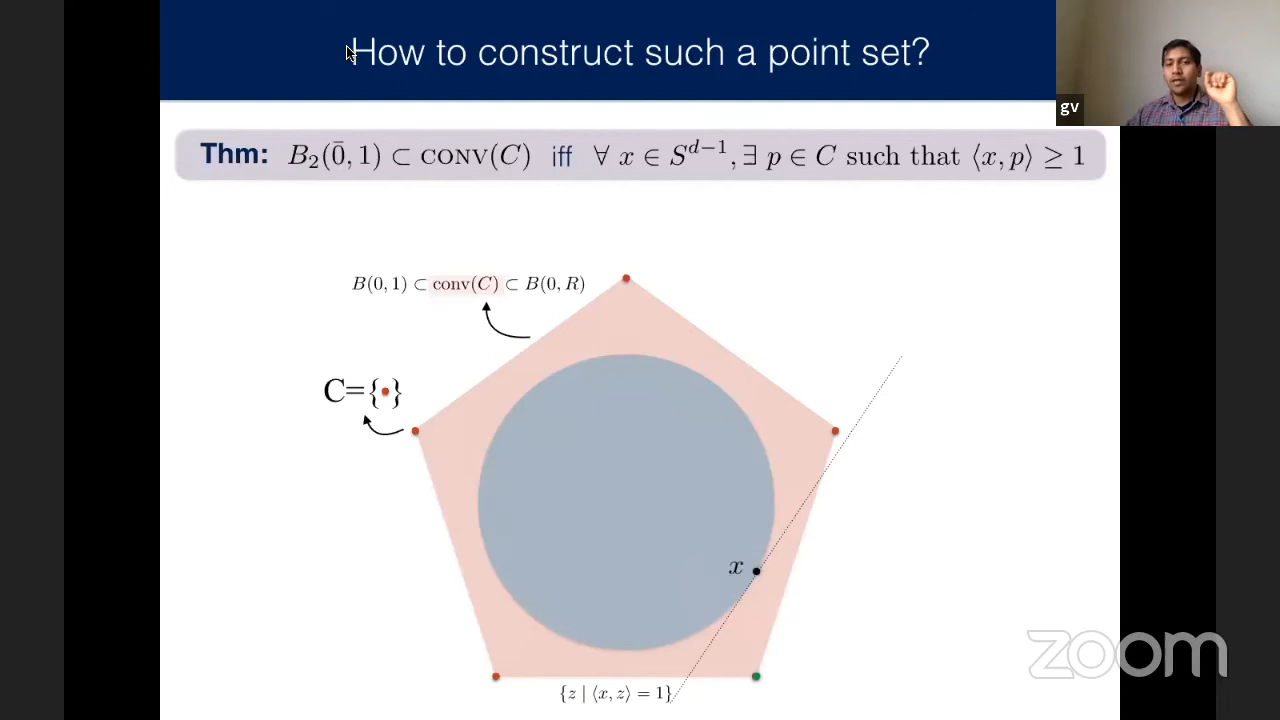 How to construct such a point set?
gv
Thm: B₂(0̄, 1) ⊂ CONV(C) iff ∀ x ∈ Sᵈ⁻¹, ∃ p ∈ C such that ⟨x, p⟩ ≥ 1
B(0, 1) ⊂ conv(C) ⊂ B(0, R)
C={·}
x
zoom
{z | ⟨x, z⟩ = 1}